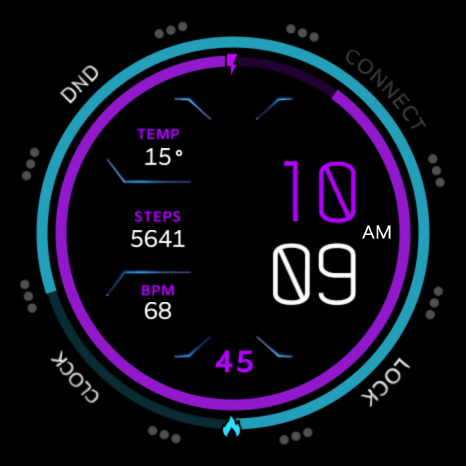 DND
CONNECT
TEMP
15°
STEPS
5641
BPM
68
10
09
AM
45
CLOCK
LOCK